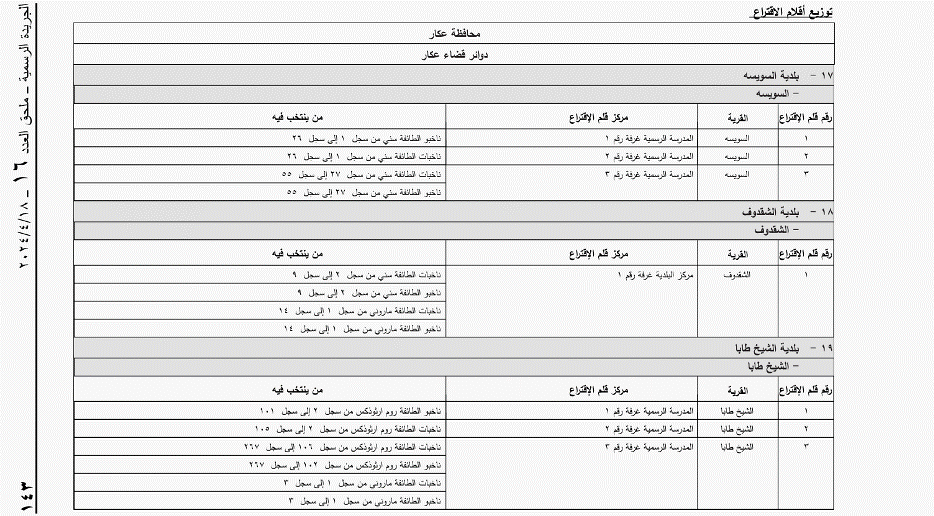 الجريدة الرسمية – ملحق العدد ١٦ – ٢٠٢٤/٤/١٨
توزيع أقلام الاقتراع
محافظة عكار
دوائر قضاء عكار
١٧ – بلدية السويسه
– السويسه
رقم قلم الإقتراع القرية مركز قلم الإقتراع من ينتخب فيه
١ السويسه المدرسة الرسمية غرفة رقم ١ ناخبو الطائفة سني من سجل ١ إلى سجل ٢٦
٢ السويسه المدرسة الرسمية غرفة رقم ٢ ناخبات الطائفة سني من سجل ١ إلى سجل ٢٦
٣ السويسه المدرسة الرسمية غرفة رقم ٣ ناخبو الطائفة سني من سجل ٢٧ إلى سجل ٥٥
ناخبات الطائفة سني من سجل ٢٧ إلى سجل ٥٥
١٨ – بلدية الشقدوف
– الشقدوف
رقم قلم الإقتراع القرية مركز قلم الإقتراع من ينتخب فيه
١ الشقدوف مركز البلدية غرفة رقم ١ ناخبات الطائفة سني من سجل ٢ إلى سجل ٩
ناخبو الطائفة سني من سجل ٢ إلى سجل ٩
ناخبات الطائفة ماروني من سجل ١ إلى سجل ١٤
ناخبو الطائفة ماروني من سجل ١ إلى سجل ١٤
١٩ – بلدية الشيخ طابا
– الشيخ طابا
رقم قلم الإقتراع القرية مركز قلم الإقتراع من ينتخب فيه
١ الشيخ طابا المدرسة الرسمية غرفة رقم ١ ناخبو الطائفة روم ارثوذكس من سجل ٢ إلى سجل ١٠١
٢ الشيخ طابا المدرسة الرسمية غرفة رقم ٢ ناخبات الطائفة روم ارثوذكس من سجل ٢ إلى سجل ١٠٥
٣ الشيخ طابا المدرسة الرسمية غرفة رقم ٣ ناخبات الطائفة روم ارثوذكس من سجل ١٠٦ إلى سجل ٢٦٧
ناخبو الطائفة روم ارثوذكس من سجل ١٠٢ إلى سجل ٢٦٧
ناخبات الطائفة ماروني من سجل ١ إلى سجل ٣
ناخبو الطائفة ماروني من سجل ١ إلى سجل ٣
١٤٣